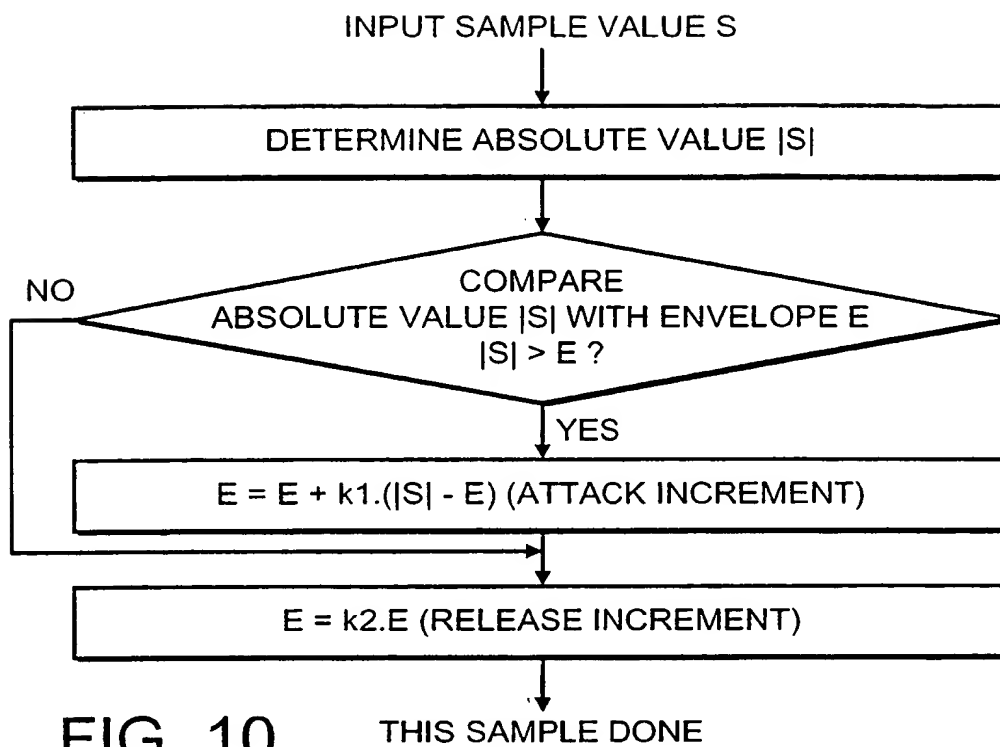 INPUT SAMPLE VALUE S
DETERMINE ABSOLUTE VALUE |S|
NO
COMPARE
ABSOLUTE VALUE |S| WITH ENVELOPE E
|S| > E ?
YES
E = E + k1.(|S| - E) (ATTACK INCREMENT)
E = k2.E (RELEASE INCREMENT)
THIS SAMPLE DONE
FIG. 10